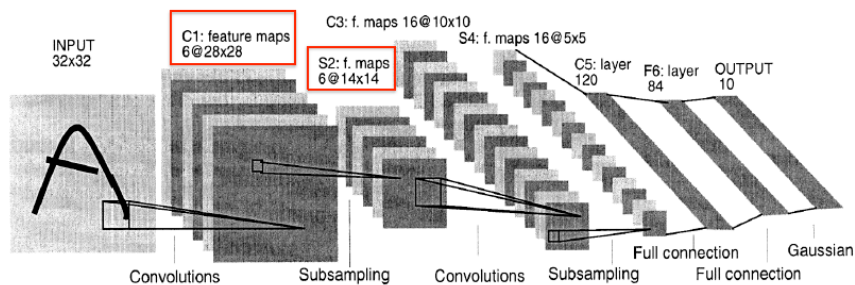 INPUT
32x32
C1: feature maps
6@28x28
S2: f. maps
6@14x14
C3: f. maps 16@10x10
S4: f. maps 16@5x5
C5: layer
120
F6: layer
84
OUTPUT
10
Convolutions
Subsampling
Convolutions
Subsampling
Full connection
Full connection
Gaussian
A